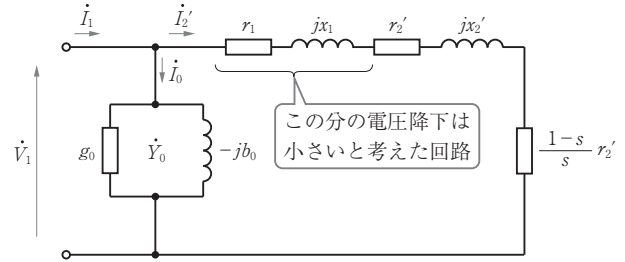 İ₁
İ₂′
r₁
jx₁
r₂′
jx₂′
İ₀
この分の電圧降下は
小さいと考えた回路
V̇₁
g₀
Ẏ₀
−jb₀
1−s
s
r₂′